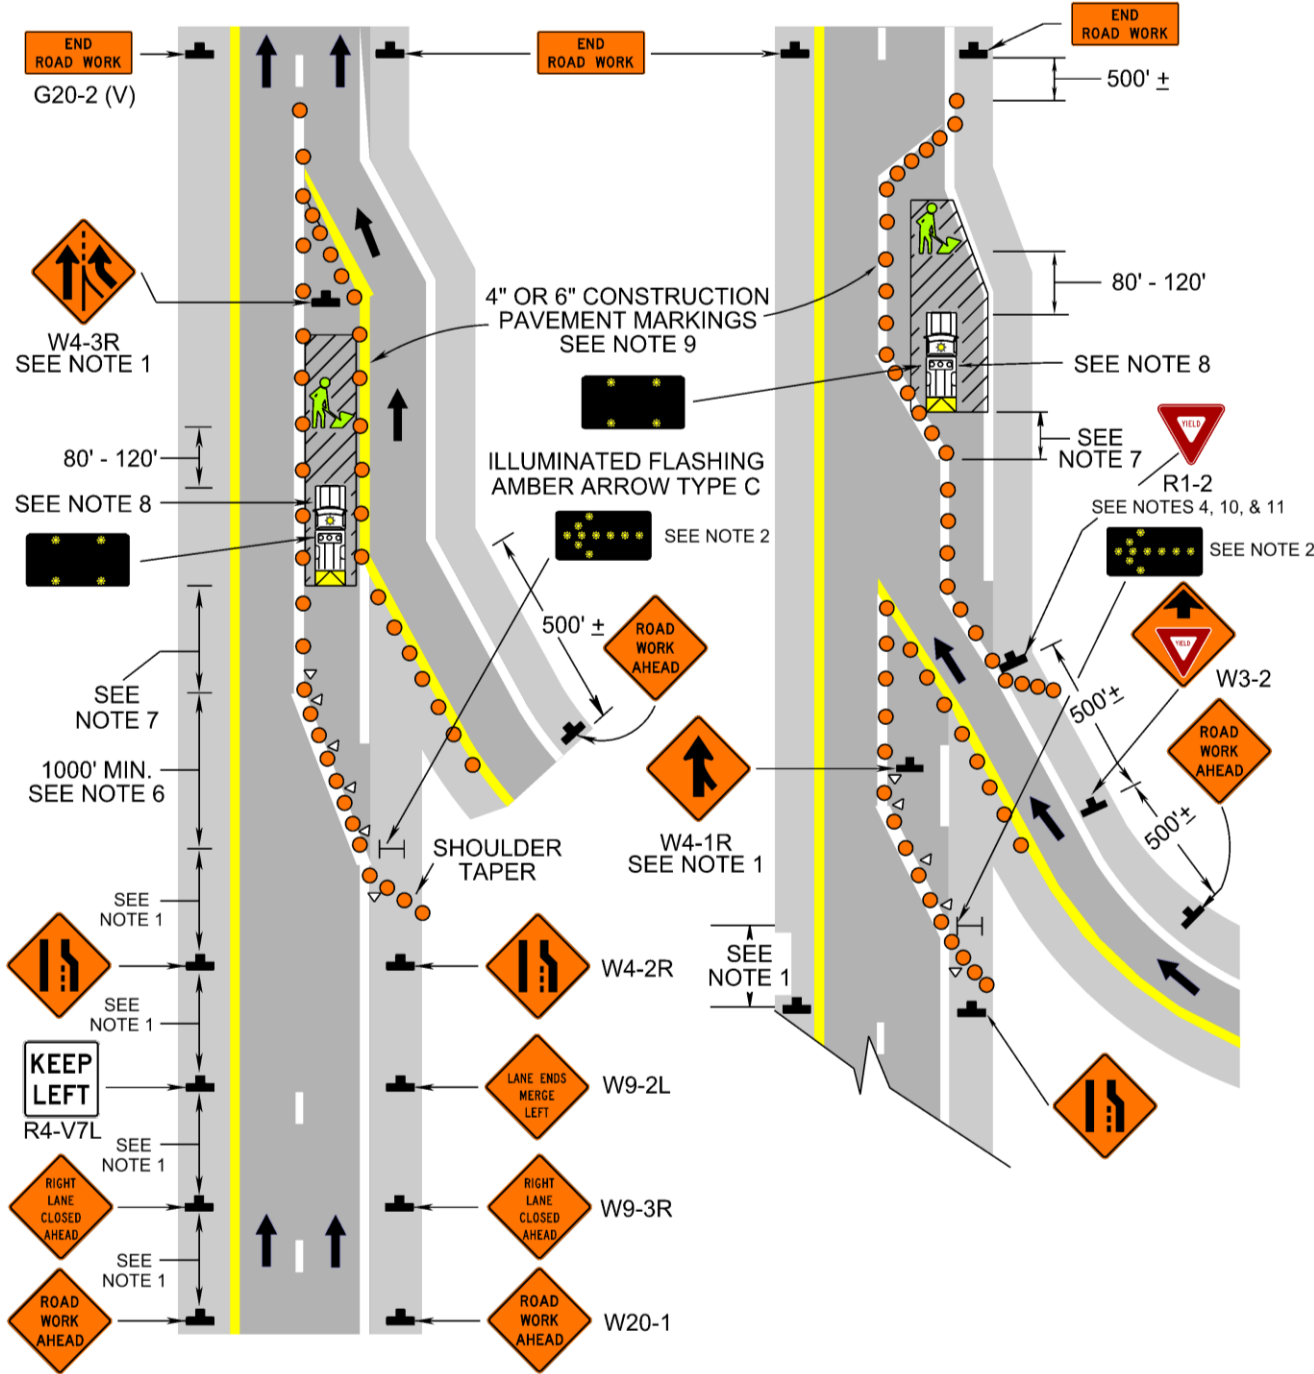 END
ROAD WORK
G20-2 (V)
END
ROAD WORK
END
ROAD WORK
500' ±
W4-3R
SEE NOTE 1
4" OR 6" CONSTRUCTION
PAVEMENT MARKINGS
SEE NOTE 9
80' - 120'
SEE NOTE 8
YIELD
R1-2
SEE NOTES 4, 10, & 11
SEE
NOTE 7
80' - 120'
SEE NOTE 8
ILLUMINATED FLASHING
AMBER ARROW TYPE C
SEE NOTE 2
SEE NOTE 2
500' ±
ROAD
WORK
AHEAD
YIELD
W3-2
SEE
NOTE 7
500'±
ROAD
WORK
AHEAD
1000' MIN.
SEE NOTE 6
500'±
W4-1R
SEE NOTE 1
SHOULDER
TAPER
SEE
NOTE 1
SEE
NOTE 1
W4-2R
SEE
NOTE 1
KEEP
LEFT
R4-V7L
LANE ENDS
MERGE
LEFT
W9-2L
SEE
NOTE 1
RIGHT
LANE
CLOSED
AHEAD
RIGHT
LANE
CLOSED
AHEAD
W9-3R
SEE
NOTE 1
ROAD
WORK
AHEAD
ROAD
WORK
AHEAD
W20-1